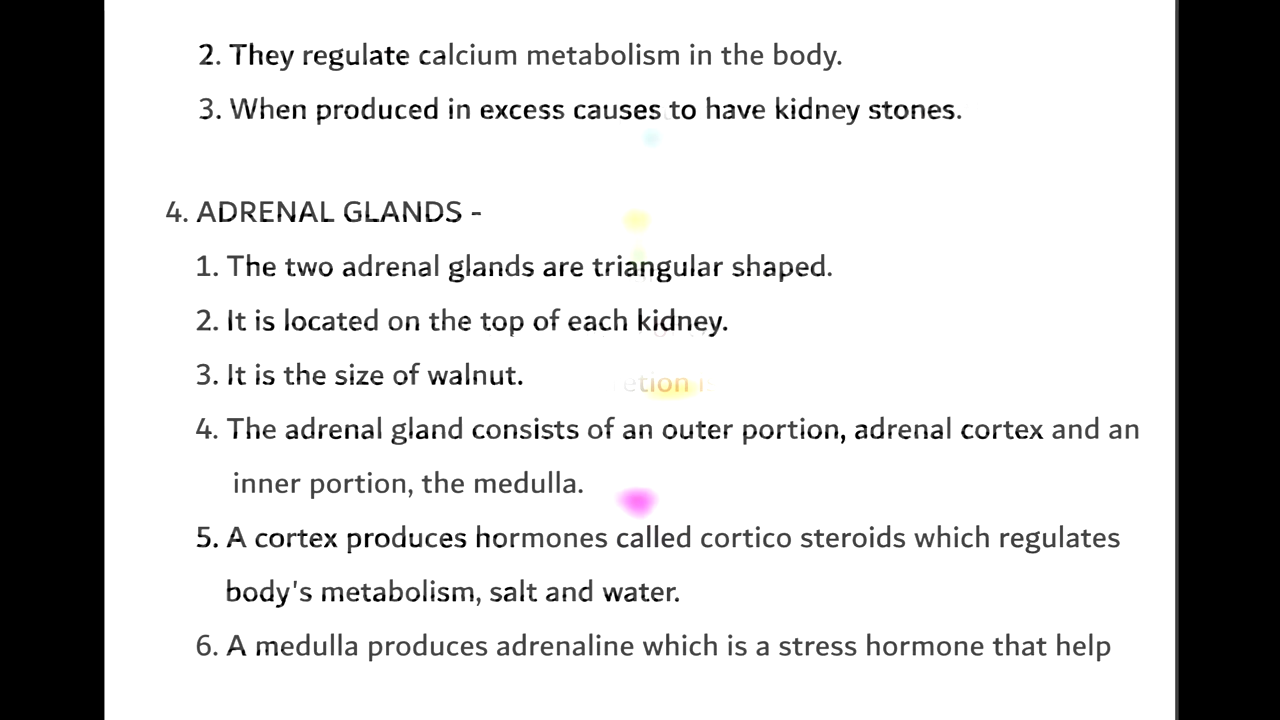 2. They regulate calcium metabolism in the body.
3. When produced in excess causes to have kidney stones.
4. ADRENAL GLANDS -
1. The two adrenal glands are triangular shaped.
2. It is located on the top of each kidney.
3. It is the size of walnut.
4. The adrenal gland consists of an outer portion, adrenal cortex and an
inner portion, the medulla.
5. A cortex produces hormones called cortico steroids which regulates
body's metabolism, salt and water.
6. A medulla produces adrenaline which is a stress hormone that help